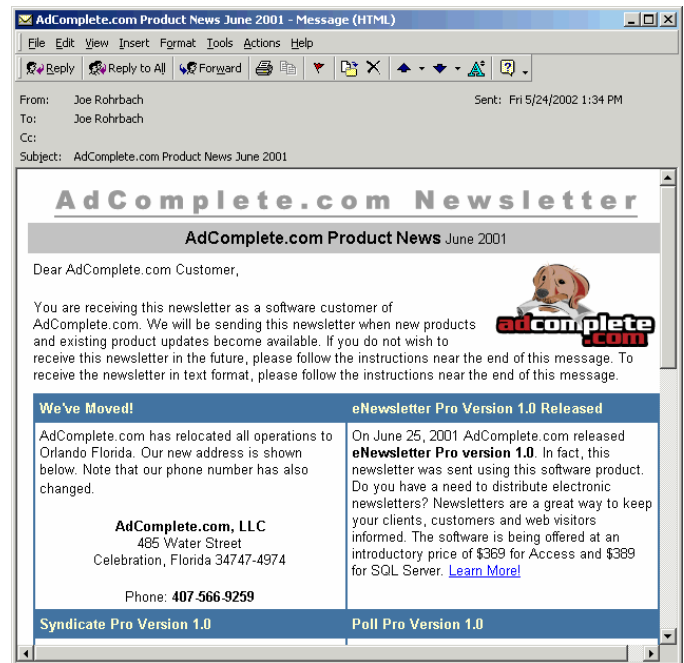 AdComplete.com Product News June 2001 - Message (HTML)
File Edit View Insert Format Tools Actions Help
Reply Reply to All Forward
From: Joe Rohrbach Sent: Fri 5/24/2002 1:34 PM
To: Joe Rohrbach
Cc:
Subject: AdComplete.com Product News June 2001
AdComplete.com Newsletter
AdComplete.com Product News June 2001
Dear AdComplete.com Customer,
You are receiving this newsletter as a software customer of
AdComplete.com. We will be sending this newsletter when new products
and existing product updates become available. If you do not wish to
receive this newsletter in the future, please follow the instructions near the end of this message. To
receive the newsletter in text format, please follow the instructions near the end of this message.
adcomplete
.com
We've Moved!
AdComplete.com has relocated all operations to
Orlando Florida. Our new address is shown
below. Note that our phone number has also
changed.
AdComplete.com, LLC
485 Water Street
Celebration, Florida 34747-4974
Phone: 407-566-9259
eNewsletter Pro Version 1.0 Released
On June 25, 2001 AdComplete.com released
eNewsletter Pro version 1.0. In fact, this
newsletter was sent using this software product.
Do you have a need to distribute electronic
newsletters? Newsletters are a great way to keep
your clients, customers and web visitors
informed. The software is being offered at an
introductory price of $369 for Access and $389
for SQL Server. Learn More!
Syndicate Pro Version 1.0
Poll Pro Version 1.0